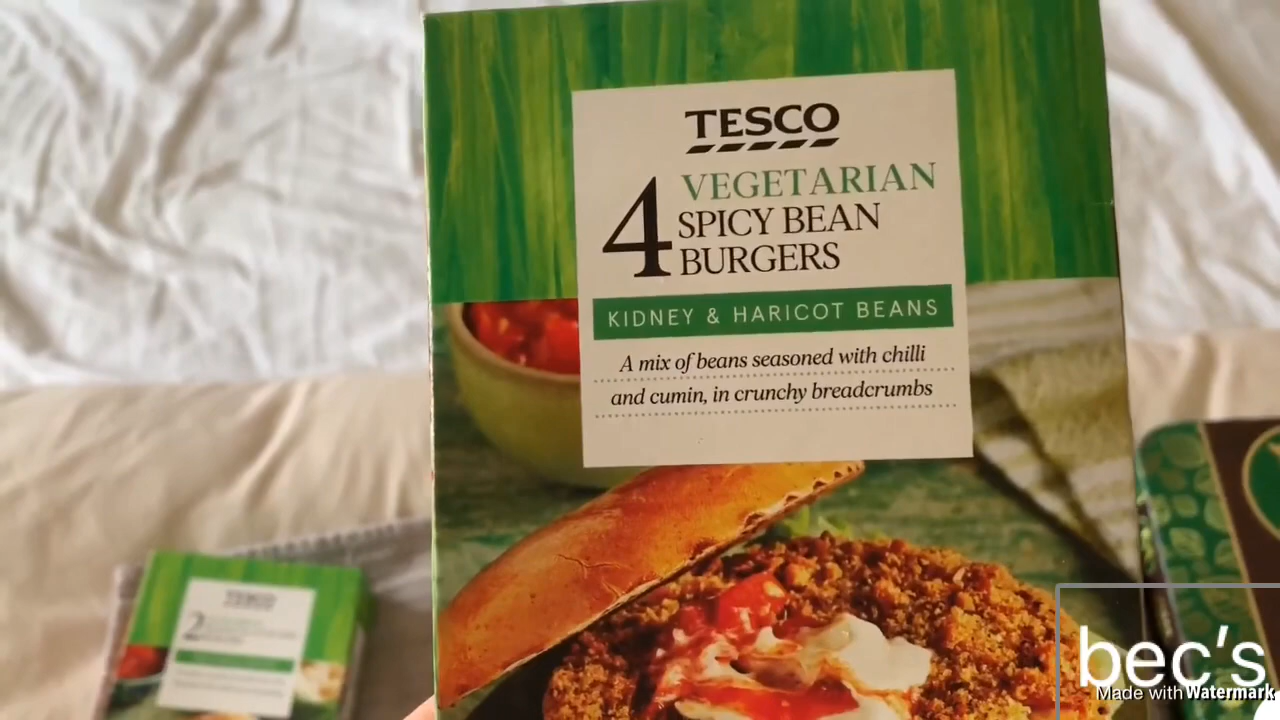 TESCO
4
VEGETARIAN
SPICY BEAN
BURGERS
KIDNEY & HARICOT BEANS
A mix of beans seasoned with chilli
and cumin, in crunchy breadcrumbs
2
bec's
Made with Watermark